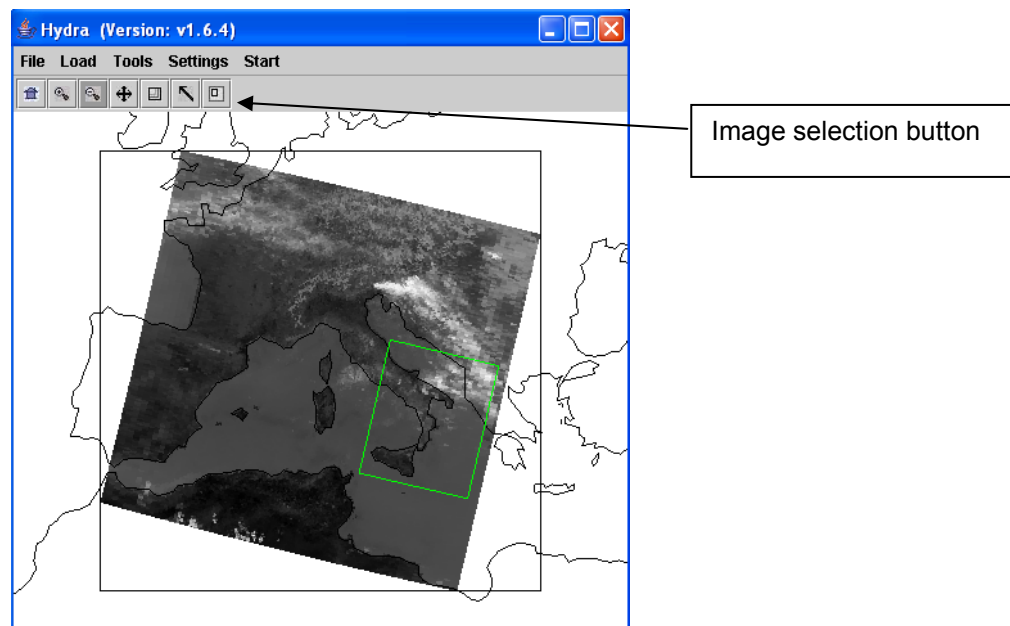 Hydra (Version: v1.6.4)
File Load Tools Settings Start
Image selection button